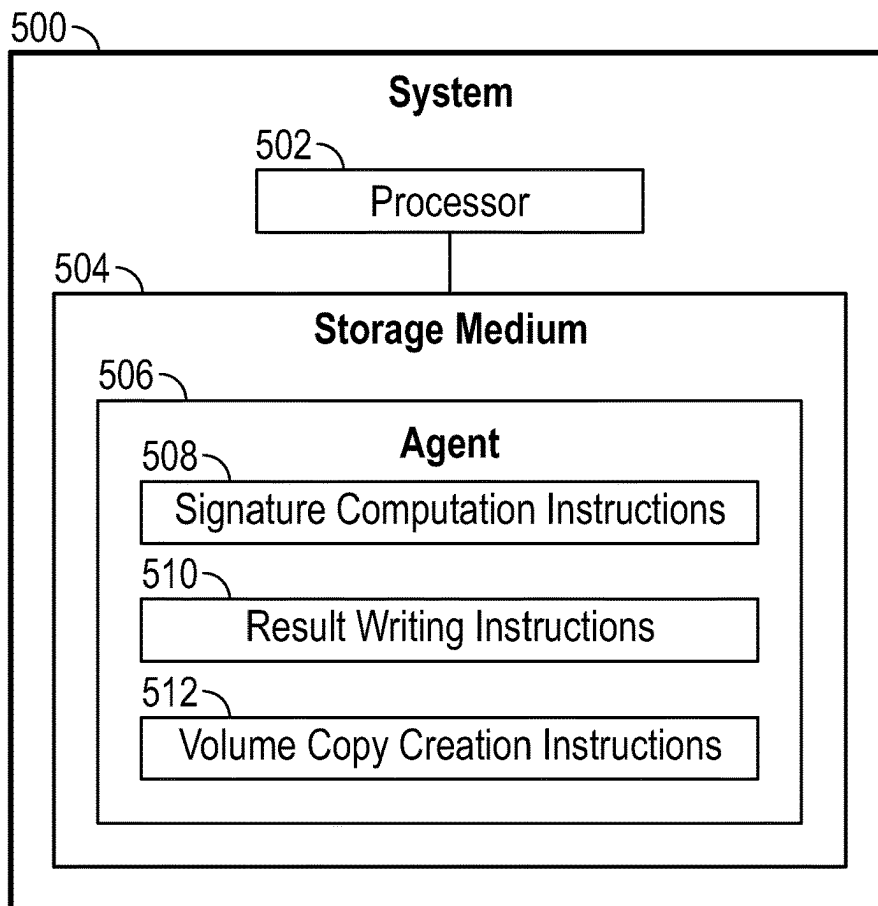 500
System
502
Processor
504
Storage Medium
506
Agent
508
Signature Computation Instructions
510
Result Writing Instructions
512
Volume Copy Creation Instructions